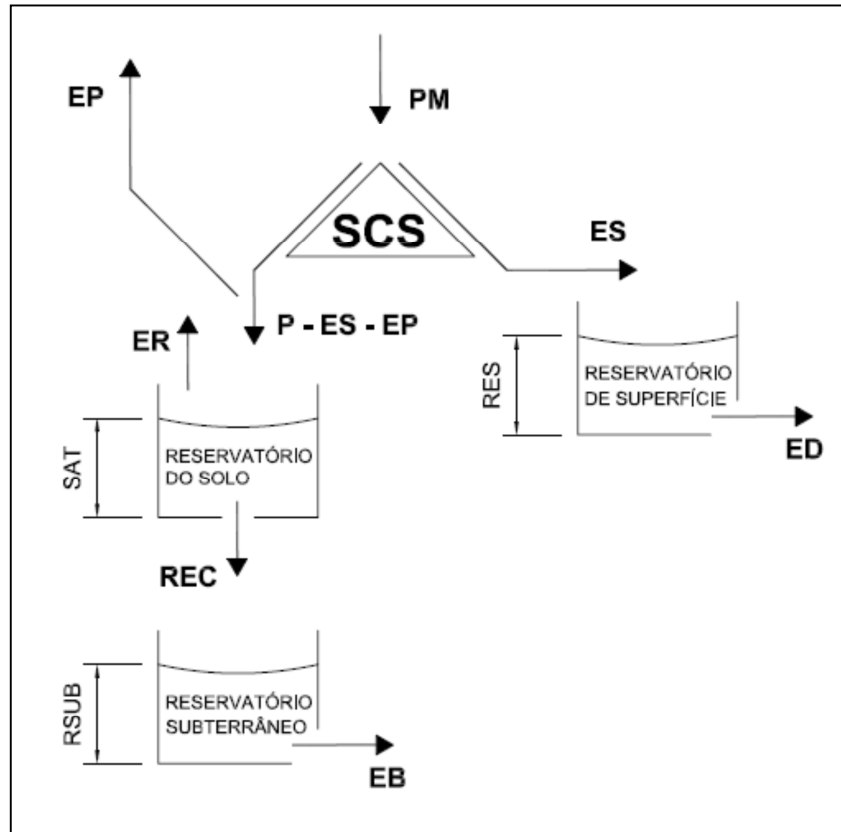 EP
PM
SCS
ES
P - ES - EP
ER
RES
RESERVATÓRIO
DE SUPERFÍCIE
ED
SAT
RESERVATÓRIO
DO SOLO
REC
RSUB
RESERVATÓRIO
SUBTERRÂNEO
EB